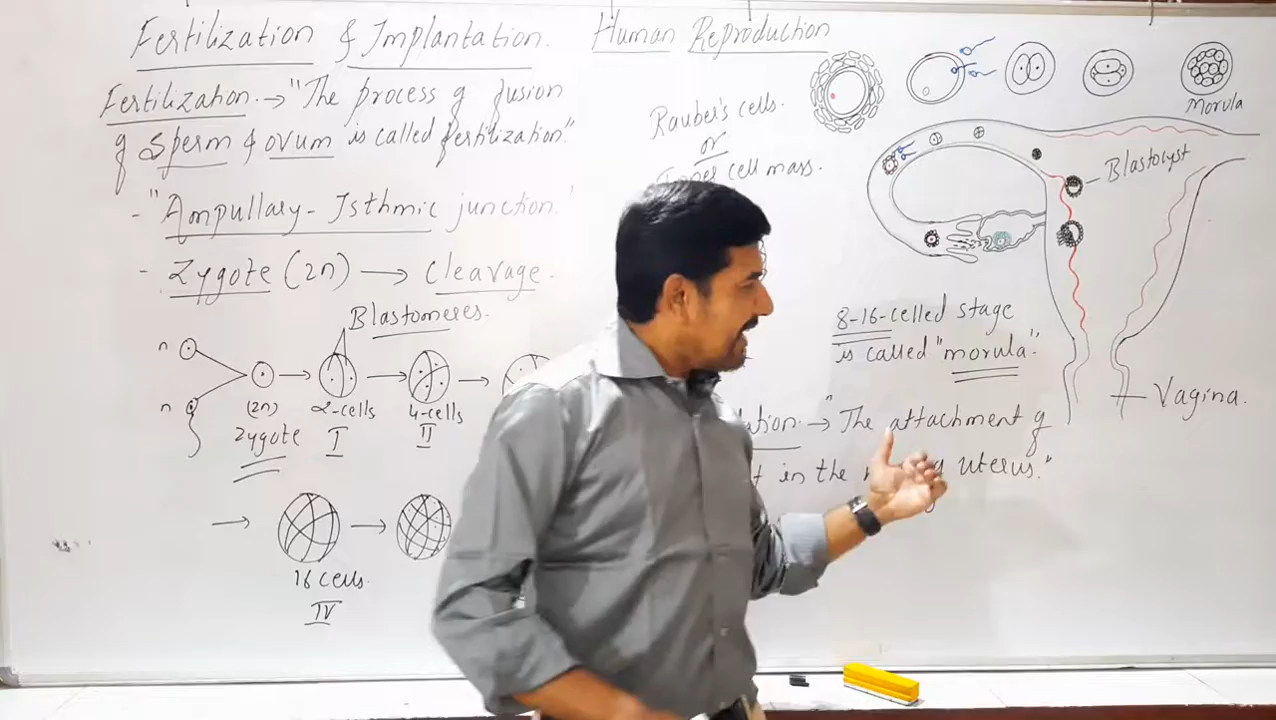 Fertilization & Implantation. Human Reproduction
Fertilization. → "The process of fusion
of sperm & ovum is called fertilization."
- "Ampullary - Isthmic junction.
- Zygote (2n) → Cleavage.
Blastomeres.
n
n
(2n)
Zygote
2-cells
I
4-cells
II
16 cells.
IV
Rauber's cells.
or
cell mass.
Morula
Blastocyst
8-16-celled stage
is called "morula."
→ "The attachment of
in the uterus."
Vagina.